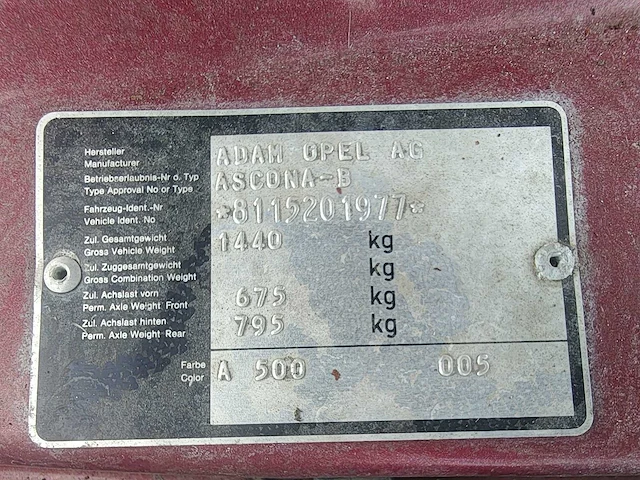 Hersteller
Manufacturer ADAM OPEL AG
Betriebserlaubnis-Nr o. Typ
Type Approval No or Type ASCONA-B
Fahrzeug-Ident.-Nr
Vehicle Ident. No *8115201977*
Zul. Gesamtgewicht
Gross Vehicle Weight 1440 kg
Zul. Zuggesamtgewicht
Gross Combination Weight kg
Zul. Achslast vorn
Perm. Axle Weight Front 675 kg
Zul. Achslast hinten
Perm. Axle Weight Rear 795 kg
Farbe
Color A 500 005